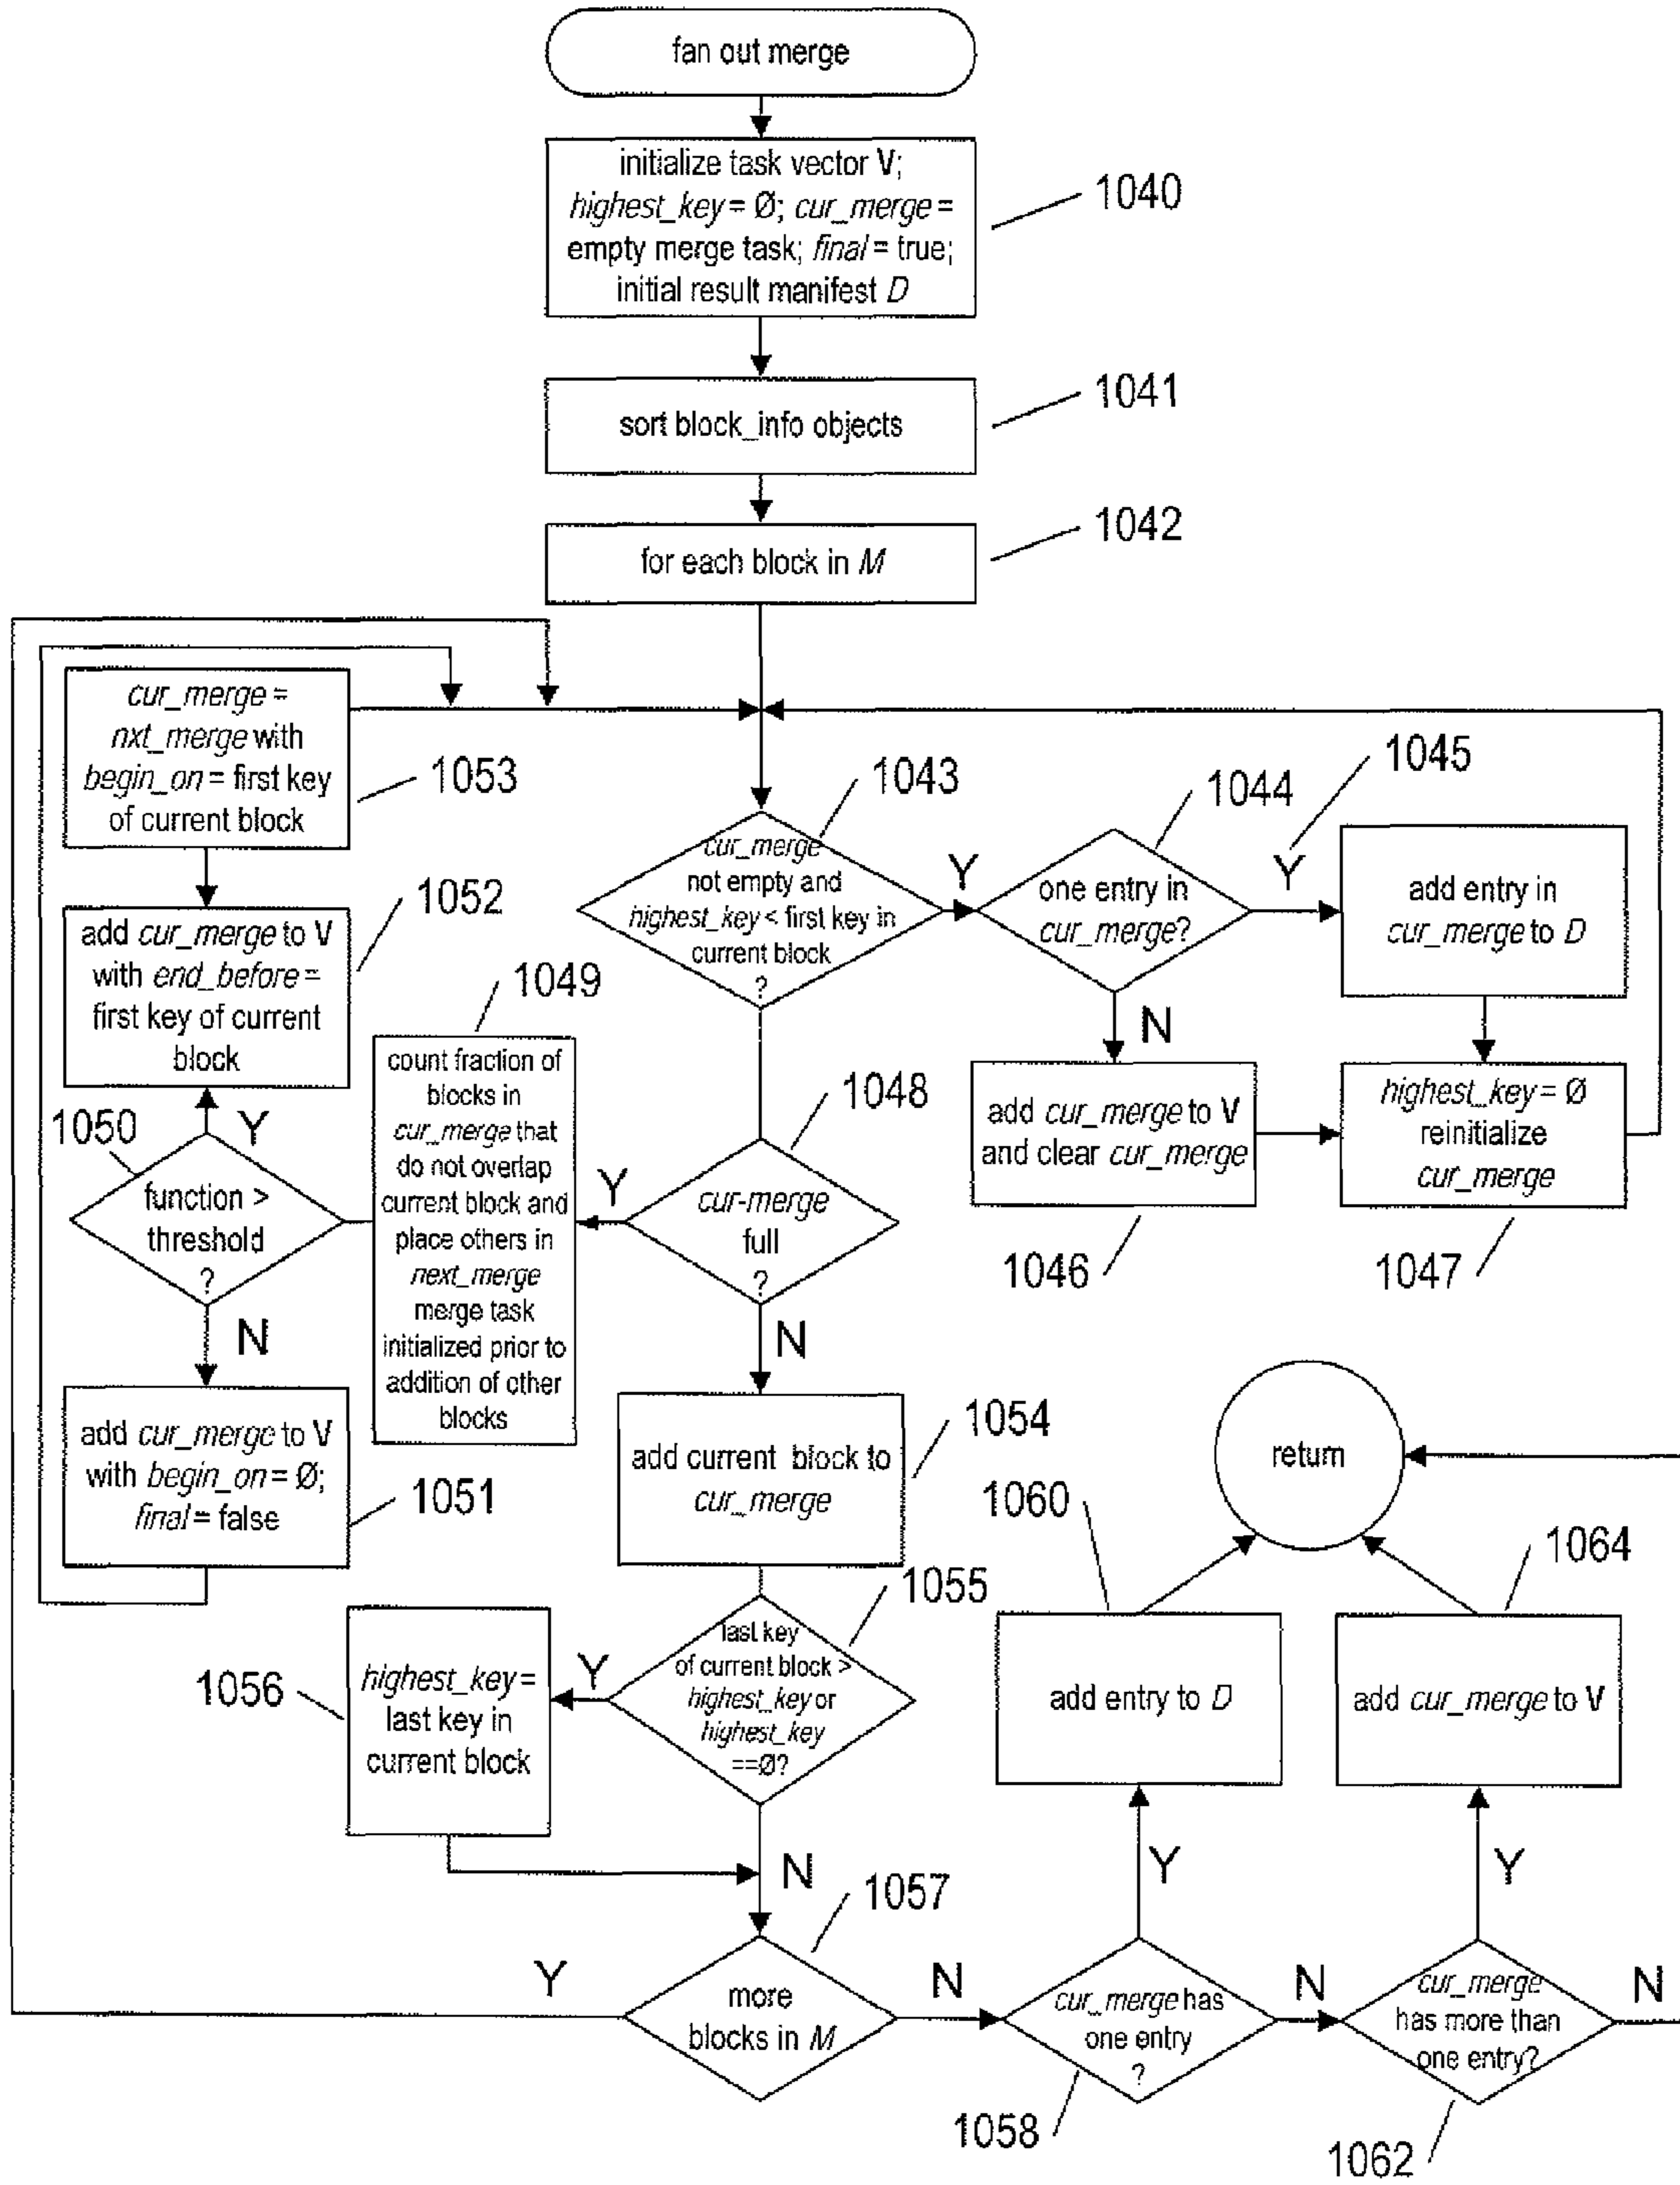 fan out merge
initialize task vector V;
highest_key = Ø; cur_merge =
empty merge task; final = true;
initial result manifest D
1040
sort block_info objects
1041
for each block in M
1042
cur_merge =
nxt_merge with
begin_on = first key
of current block
1053
add cur_merge to V
with end_before =
first key of current
block
1052
1050
Y
function >
threshold
?
N
add cur_merge to V
with begin_on = Ø;
final = false
1051
1049
count fraction of
blocks in
cur_merge that
do not overlap
current block and
place others in
next_merge
merge task
initialized prior to
addition of other
blocks
1043
cur_merge
not empty and
highest_key < first key in
current block
?
Y
1044
one entry in
cur_merge?
1045
Y
add entry in
cur_merge to D
N
add cur_merge to V
and clear cur_merge
1046
highest_key = Ø
reinitialize
cur_merge
1047
1048
cur-merge
full
?
Y
N
add current block to
cur_merge
1054
1055
last key
of current block >
highest_key or
highest_key
==Ø?
Y
1056
highest_key =
last key in
current block
N
1057
more
blocks in M
Y
N
cur_merge has
one entry
?
1058
Y
N
add entry to D
1060
cur_merge
has more than
one entry?
1062
Y
N
add cur_merge to V
1064
return